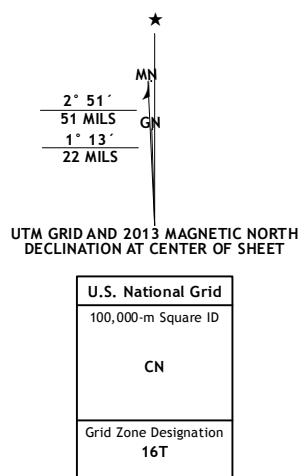 ★
MN
2° 51´
51 MILS
GN
1° 13´
22 MILS
UTM GRID AND 2013 MAGNETIC NORTH
DECLINATION AT CENTER OF SHEET
U.S. National Grid
100,000-m Square ID
CN
Grid Zone Designation
16T